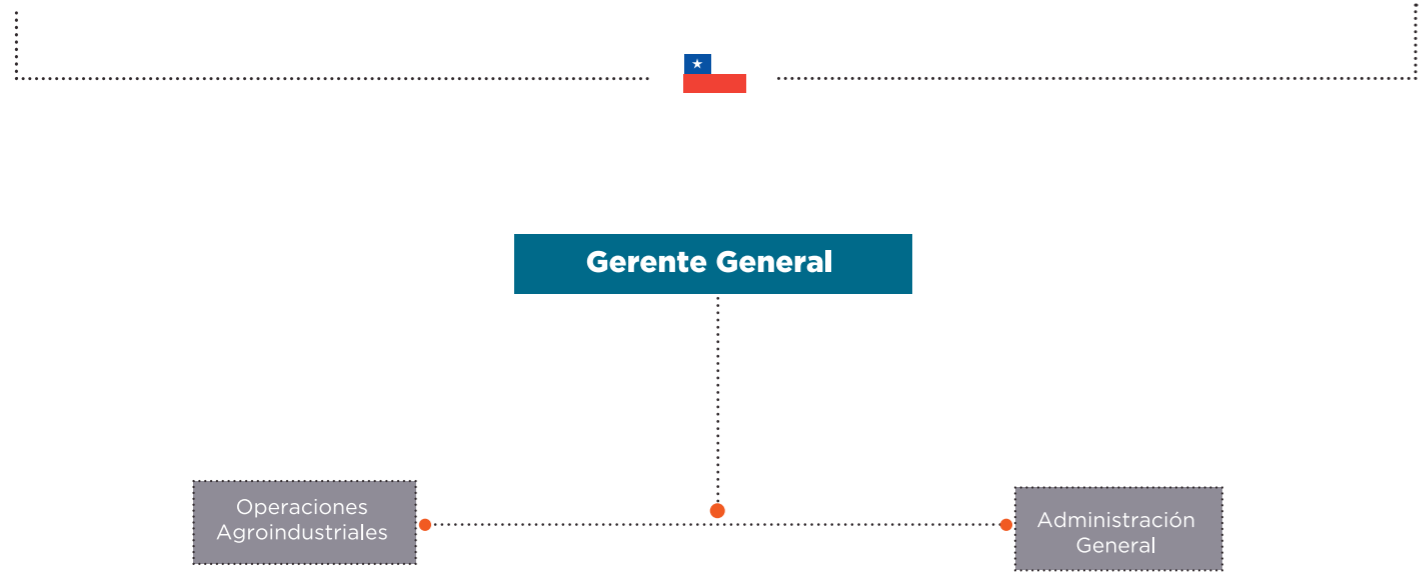 Gerente General
Operaciones
Agroindustriales
Administración
General